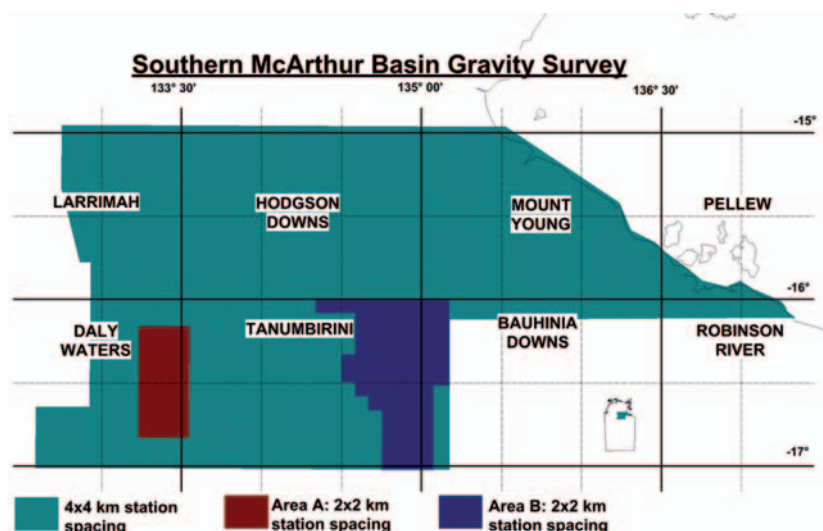 Southern McArthur Basin Gravity Survey
133° 30'
135° 00'
136° 30'
-15°
LARRIMAH
HODGSON
DOWNS
MOUNT
YOUNG
PELLEW
-16°
DALY
WATERS
TANUMBIRINI
BAUHINIA
DOWNS
ROBINSON
RIVER
-17°
4x4 km station
spacing
Area A: 2x2 km
station spacing
Area B: 2x2 km
station spacing